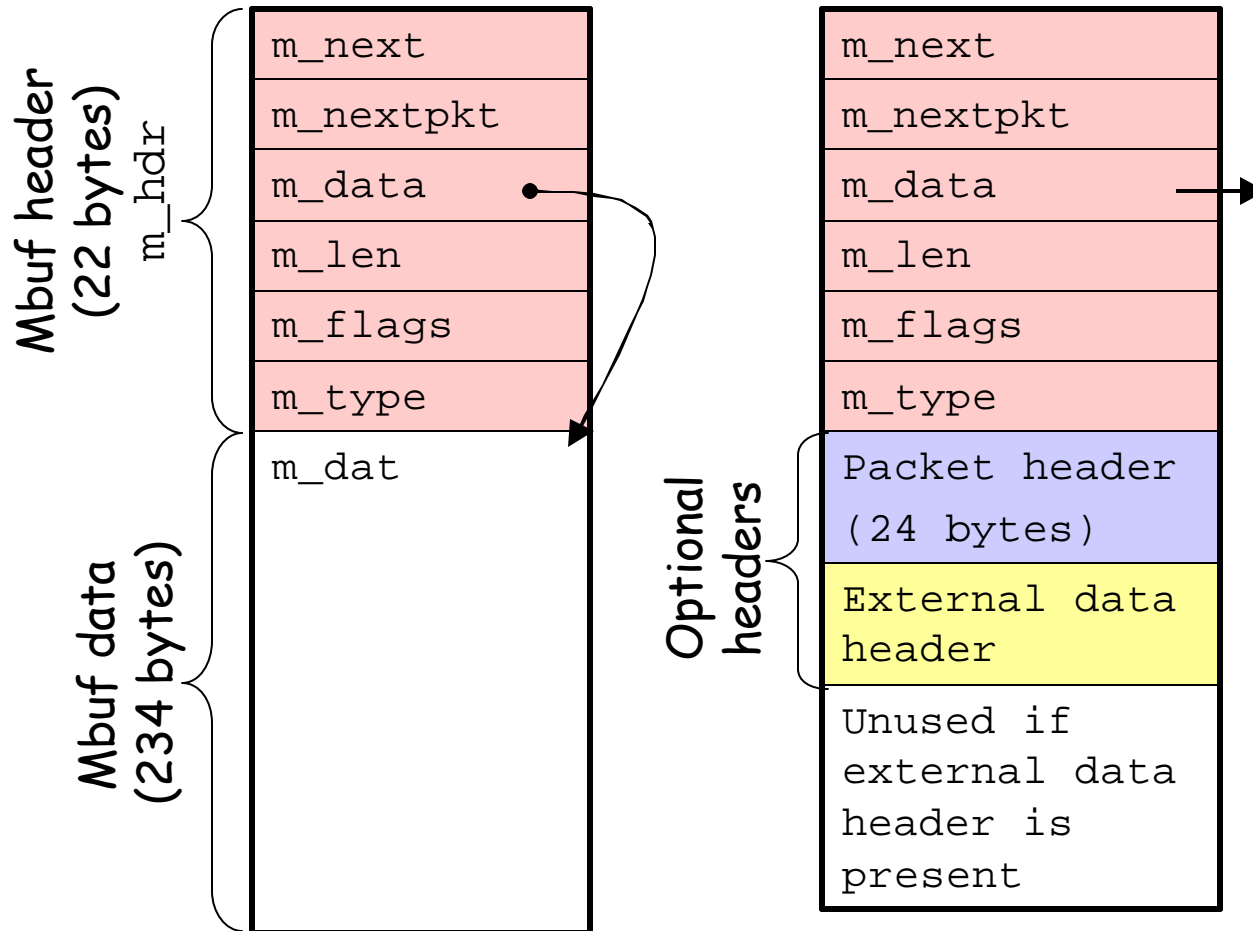 Mbuf header
(22 bytes)
m_hdr
m_next
m_nextpkt
m_data
m_len
m_flags
m_type
Mbuf data
(234 bytes)
m_dat
m_next
m_nextpkt
m_data
m_len
m_flags
m_type
Optional
headers
Packet header
(24 bytes)
External data
header
Unused if
external data
header is
present